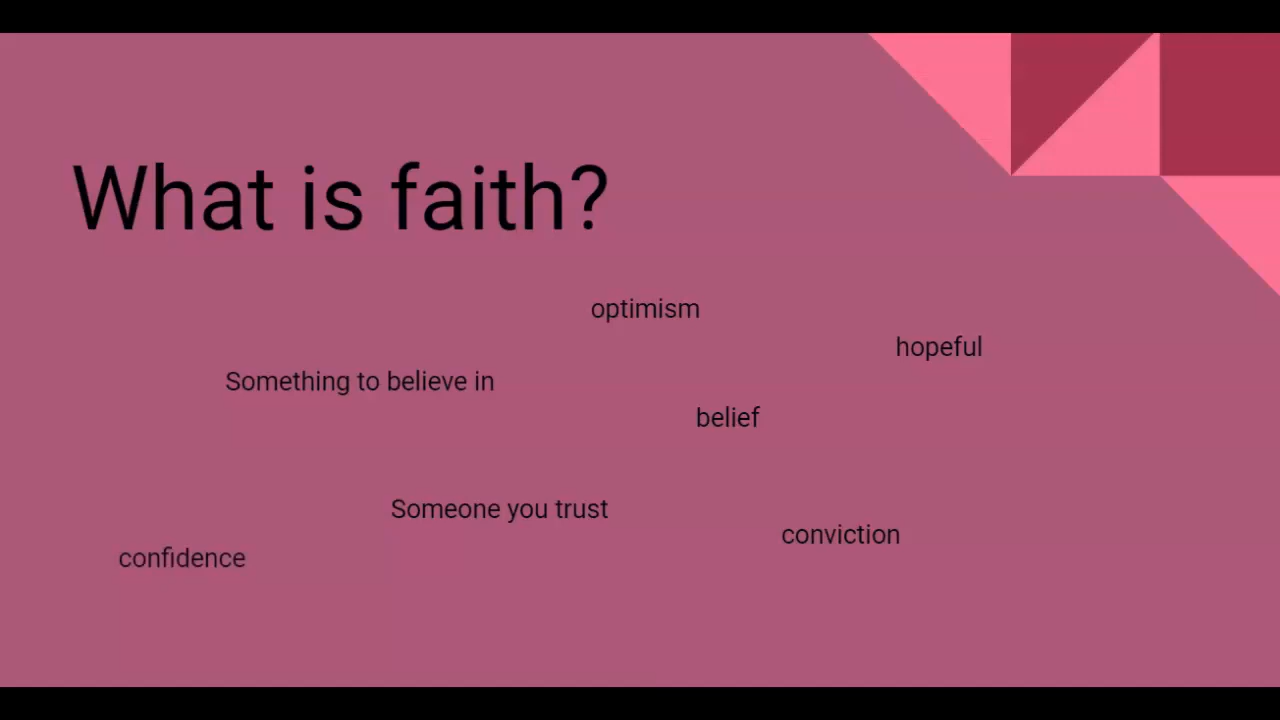 What is faith?
optimism
hopeful
Something to believe in
belief
Someone you trust
conviction
confidence